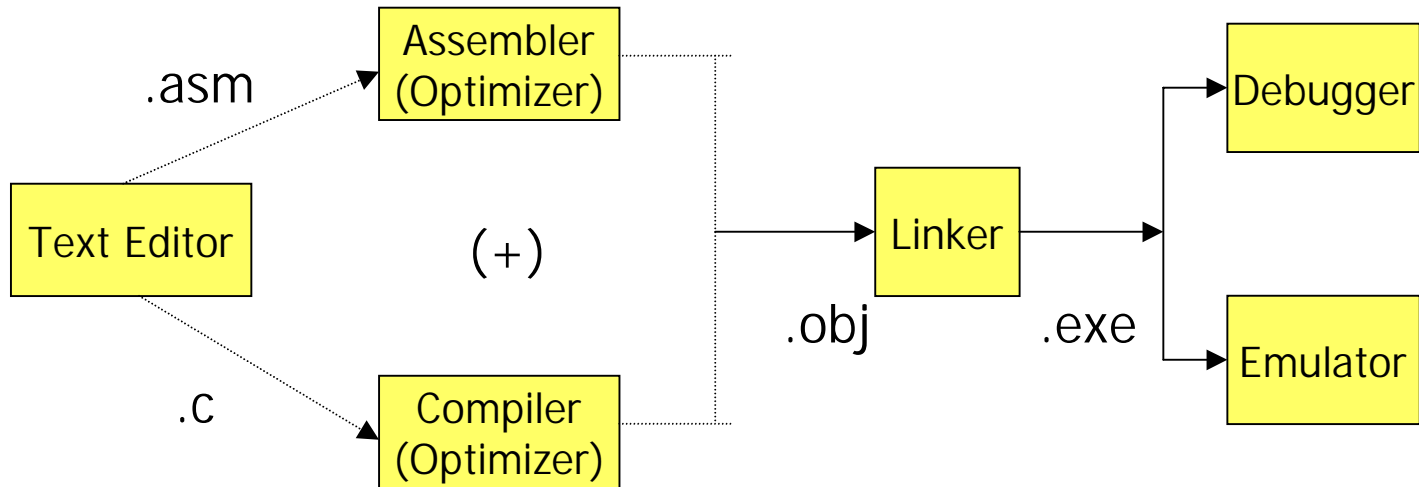 Assembler
(Optimizer)
.asm
Debugger
Text Editor
(+)
Linker
.obj
.exe
Emulator
.c
Compiler
(Optimizer)